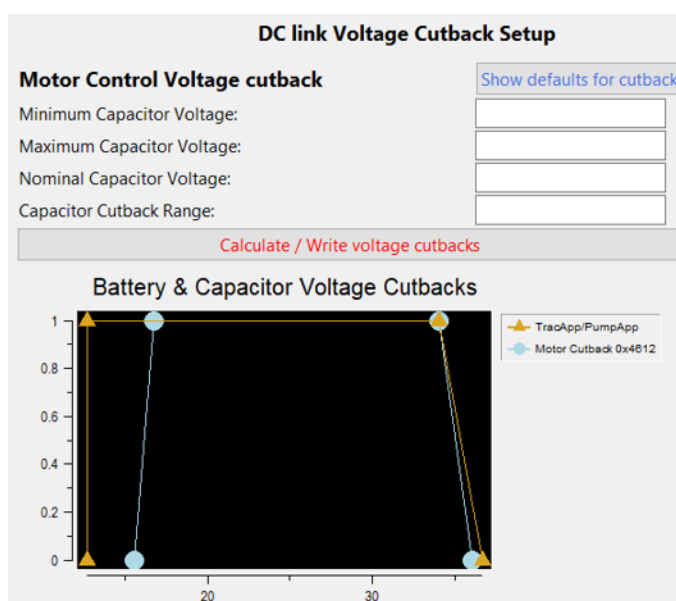 DC link Voltage Cutback Setup
Motor Control Voltage cutback
Show defaults for cutback
Minimum Capacitor Voltage:
Maximum Capacitor Voltage:
Nominal Capacitor Voltage:
Capacitor Cutback Range:
Calculate / Write voltage cutbacks
Battery & Capacitor Voltage Cutbacks
TracApp/PumpApp
Motor Cutback 0x4612
1
0.8
0.6
0.4
0.2
0
20
30